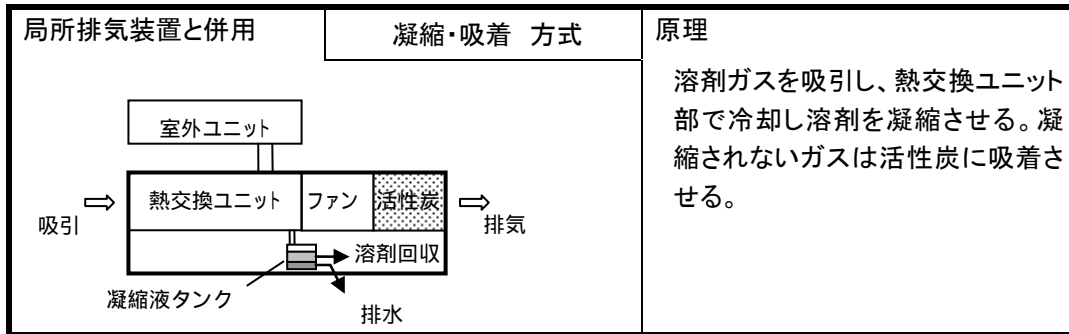 局所排気装置と併用
凝縮・吸着 方式
原理
溶剤ガスを吸引し、熱交換ユニット
部で冷却し溶剤を凝縮させる。凝
縮されないガスは活性炭に吸着さ
せる。
室外ユニット
吸引
熱交換ユニット
ファン
活性炭
排気
溶剤回収
凝縮液タンク
排水